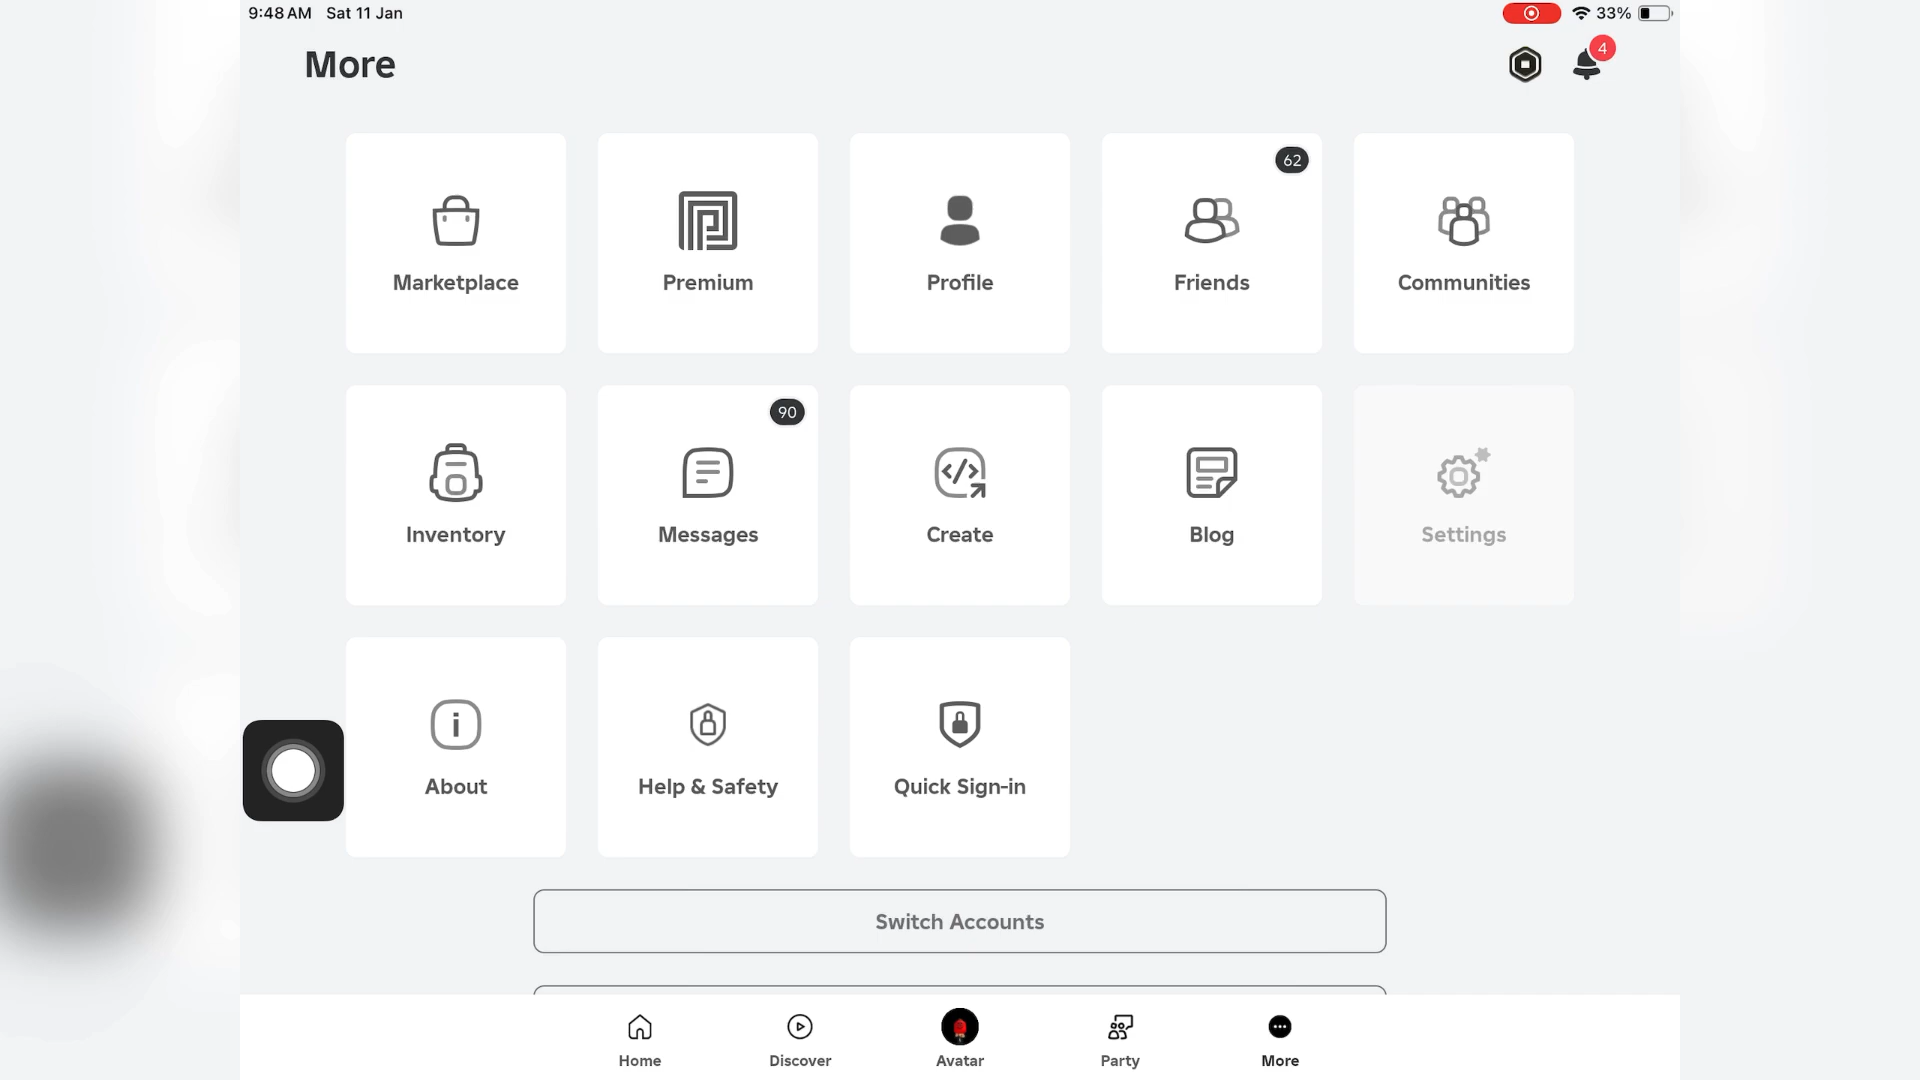 9:48 AM Sat 11 Jan
33%
More
4
Marketplace
Premium
Profile
62
Friends
Communities
Inventory
90
Messages
Create
Blog
Settings
About
Help & Safety
Quick Sign-in
Switch Accounts
Home
Discover
Avatar
Party
More